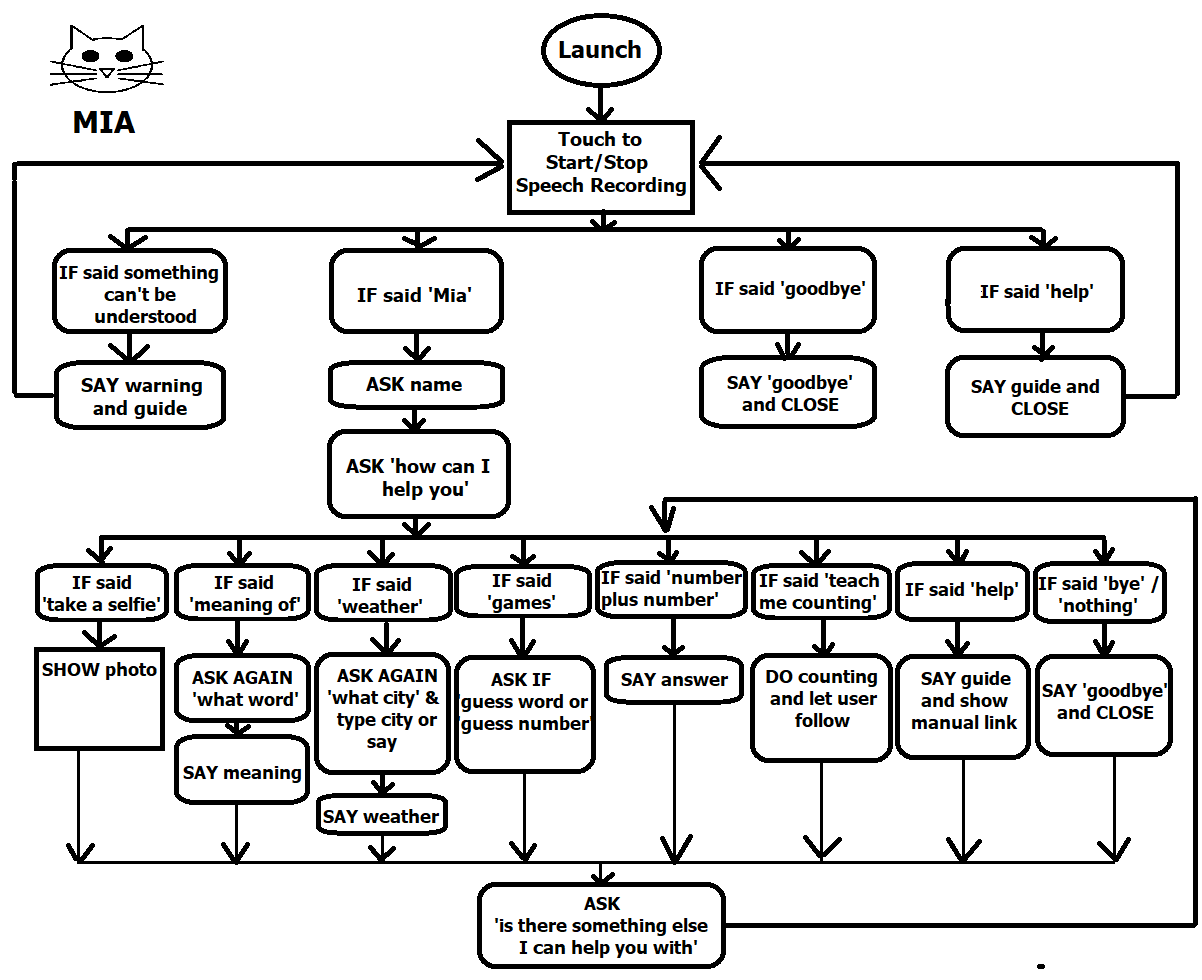 MIA
Launch
Touch to
Start/Stop
Speech Recording
IF said something
can't be
understood
IF said 'Mia'
IF said 'goodbye'
IF said 'help'
SAY warning
and guide
ASK name
SAY 'goodbye'
and CLOSE
SAY guide and
CLOSE
ASK 'how can I
help you'
IF said
'take a selfie'
IF said
'meaning of'
IF said
'weather'
IF said
'games'
IF said 'number
plus number'
IF said 'teach
me counting'
IF said 'help'
IF said 'bye' /
'nothing'
SHOW photo
ASK AGAIN
'what word'
SAY meaning
ASK AGAIN
'what city' &
type city or
say
SAY weather
ASK IF
'guess word or
'guess number'
SAY answer
DO counting
and let user
follow
SAY guide
and show
manual link
SAY 'goodbye'
and CLOSE
ASK
'is there something else
I can help you with'